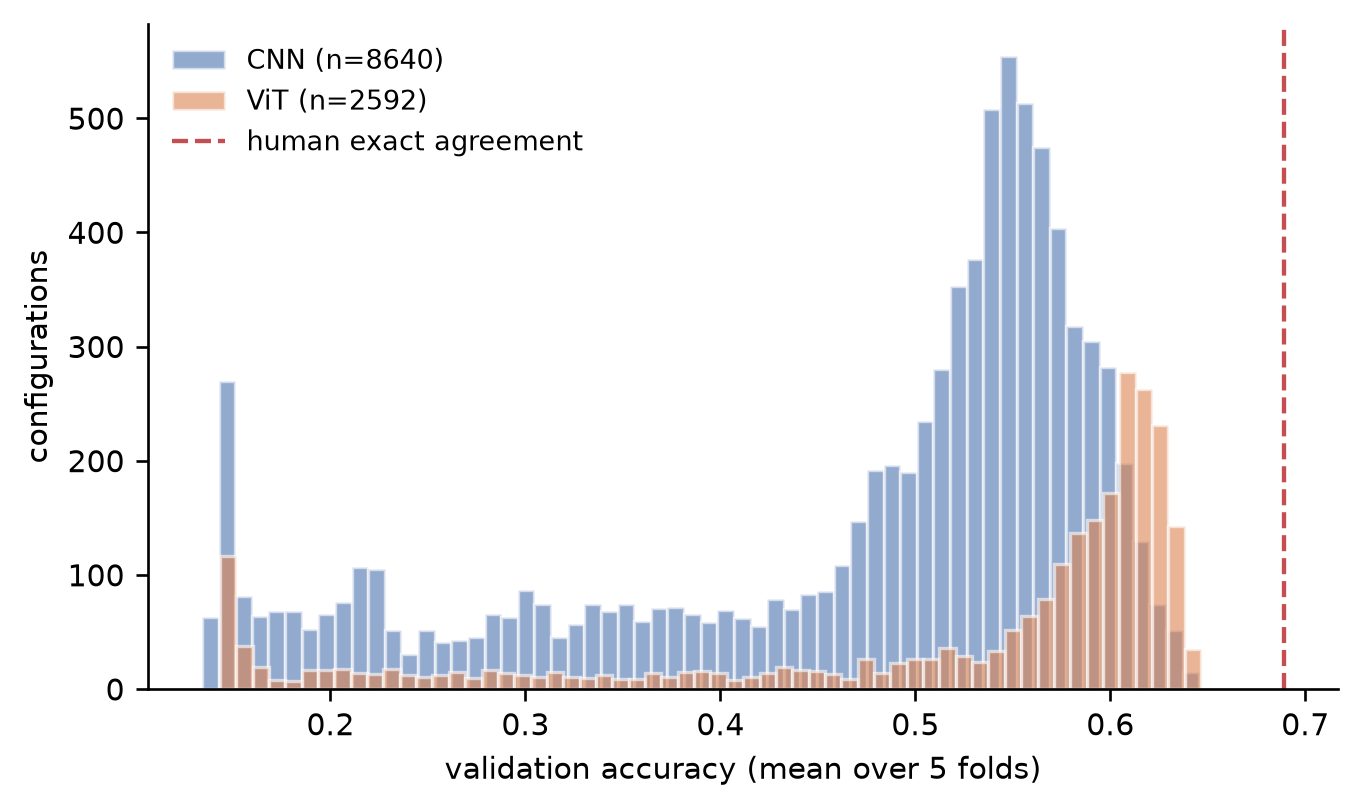 CNN (n=8640)
ViT (n=2592)
human exact agreement
500
400
300
200
100
0
configurations
0.2 0.3 0.4 0.5 0.6 0.7
validation accuracy (mean over 5 folds)